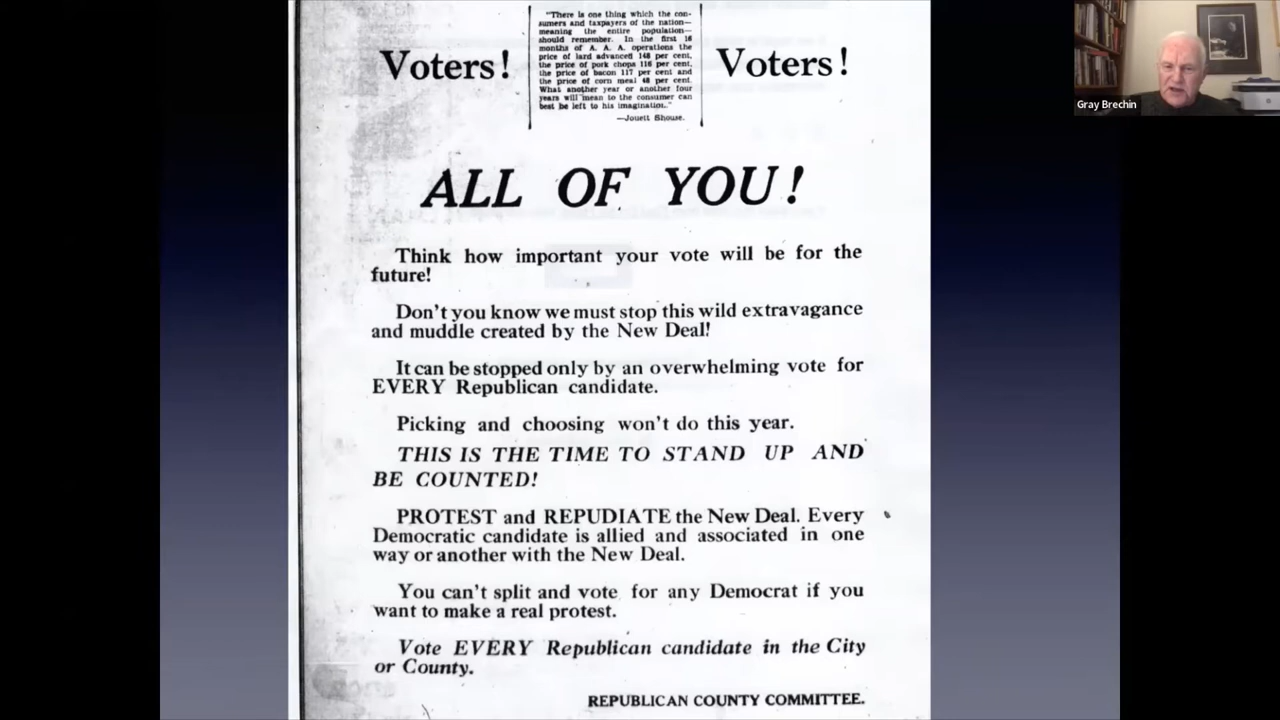 Voters!
"There is one thing which the con-
sumers and taxpayers of the nation—
meaning the entire population—
should remember. In the first 16
months of A. A. A. operations the
price of lard advanced 148 per cent,
the price of pork chops 116 per cent,
the price of bacon 117 per cent and
the price of corn meal 48 per cent.
What another year or another four
years will mean to the consumer can
best be left to his imagination."
—Jouett Shouse.
Voters!
ALL OF YOU!
Think how important your vote will be for the
future!
Don't you know we must stop this wild extravagance
and muddle created by the New Deal!
It can be stopped only by an overwhelming vote for
EVERY Republican candidate.
Picking and choosing won't do this year.
THIS IS THE TIME TO STAND UP AND
BE COUNTED!
PROTEST and REPUDIATE the New Deal. Every
Democratic candidate is allied and associated in one
way or another with the New Deal.
You can't split and vote for any Democrat if you
want to make a real protest.
Vote EVERY Republican candidate in the City
or County.
REPUBLICAN COUNTY COMMITTEE.
Gray Brechin